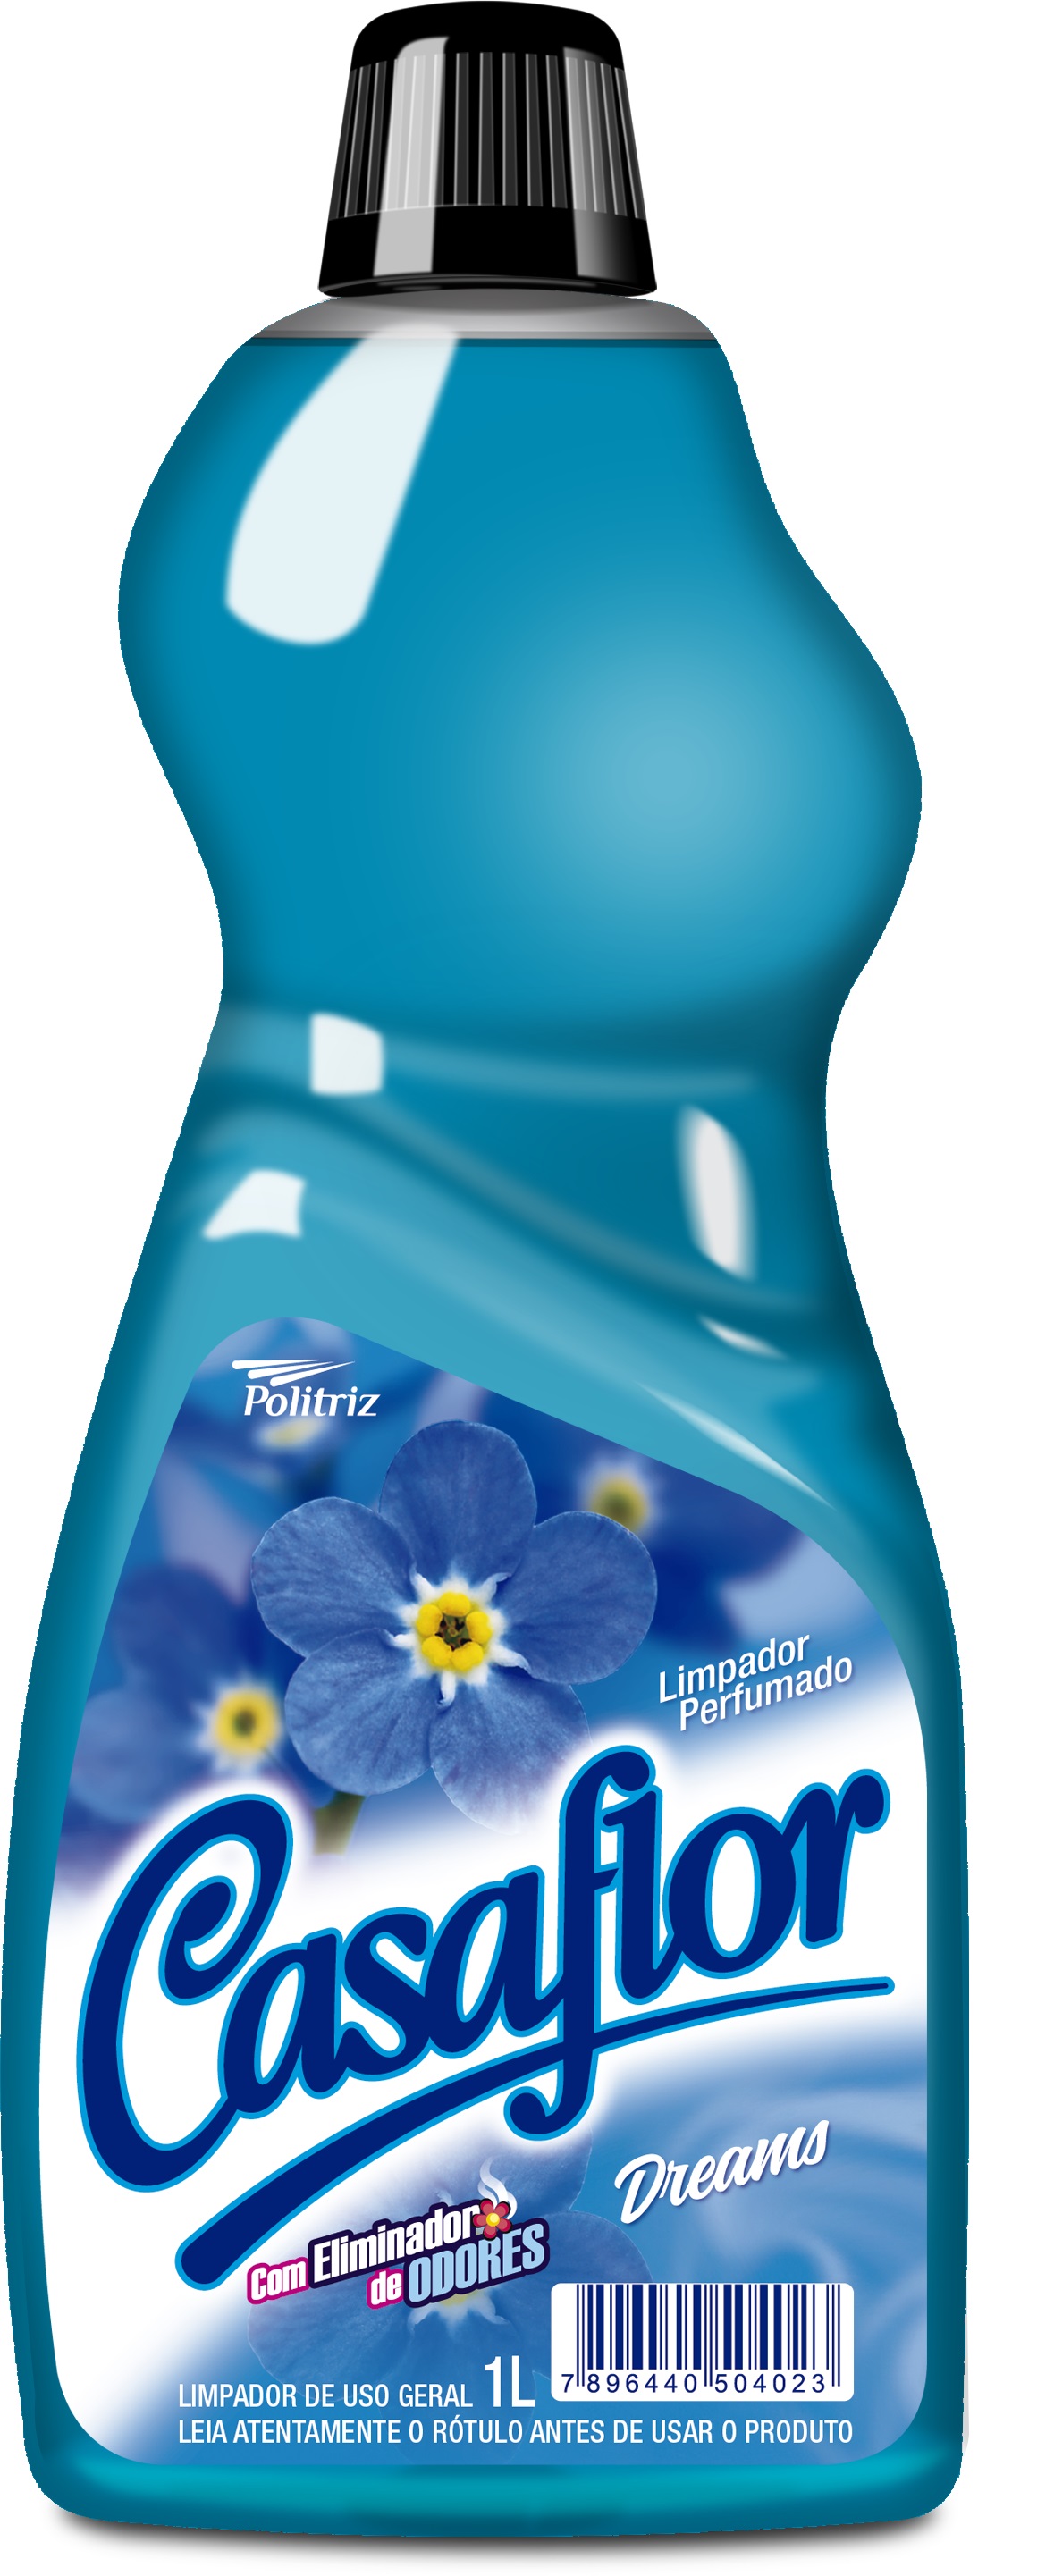 Politriz
Limpador
Perfumado
Casaflor
Dreams
Com Eliminador
de ODORES
7 896440 504023
LIMPADOR DE USO GERAL 1L
LEIA ATENTAMENTE O RÓTULO ANTES DE USAR O PRODUTO